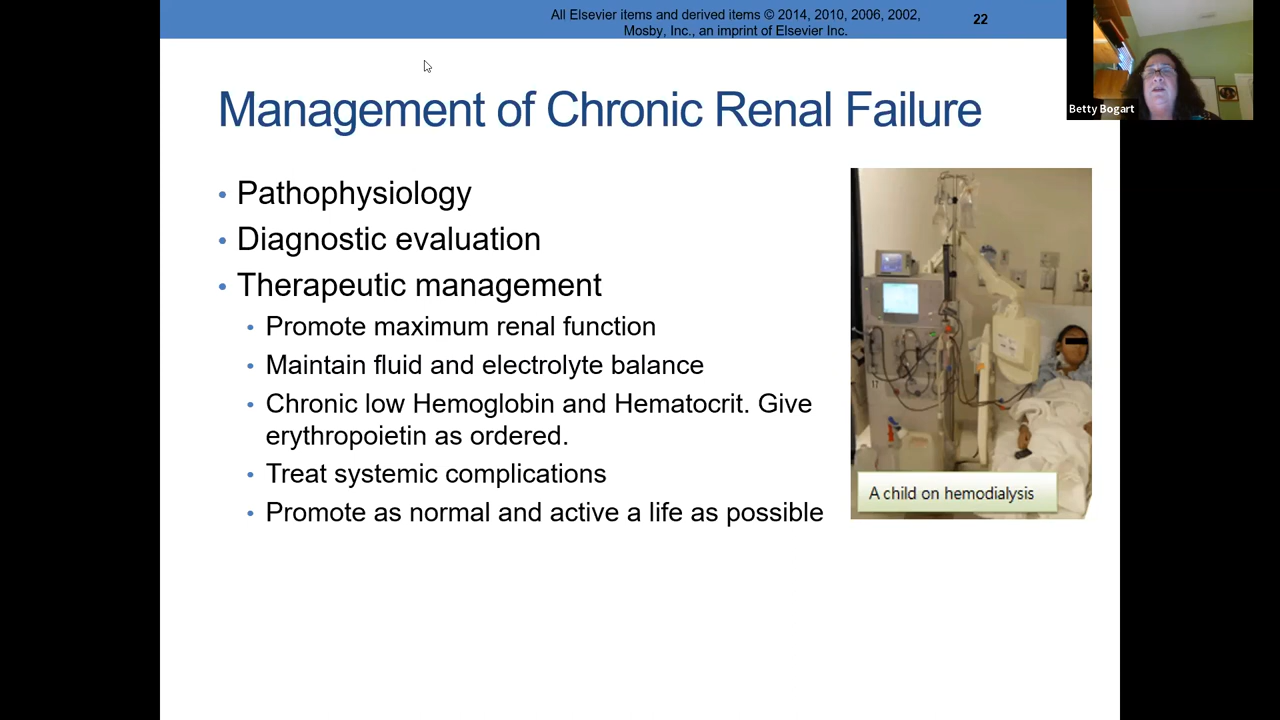 All Elsevier items and derived items © 2014, 2010, 2006, 2002,
Mosby, Inc., an imprint of Elsevier Inc.
22
Betty Bogart
Management of Chronic Renal Failure
• Pathophysiology
• Diagnostic evaluation
• Therapeutic management
• Promote maximum renal function
• Maintain fluid and electrolyte balance
• Chronic low Hemoglobin and Hematocrit. Give
erythropoietin as ordered.
• Treat systemic complications
• Promote as normal and active a life as possible
A child on hemodialysis